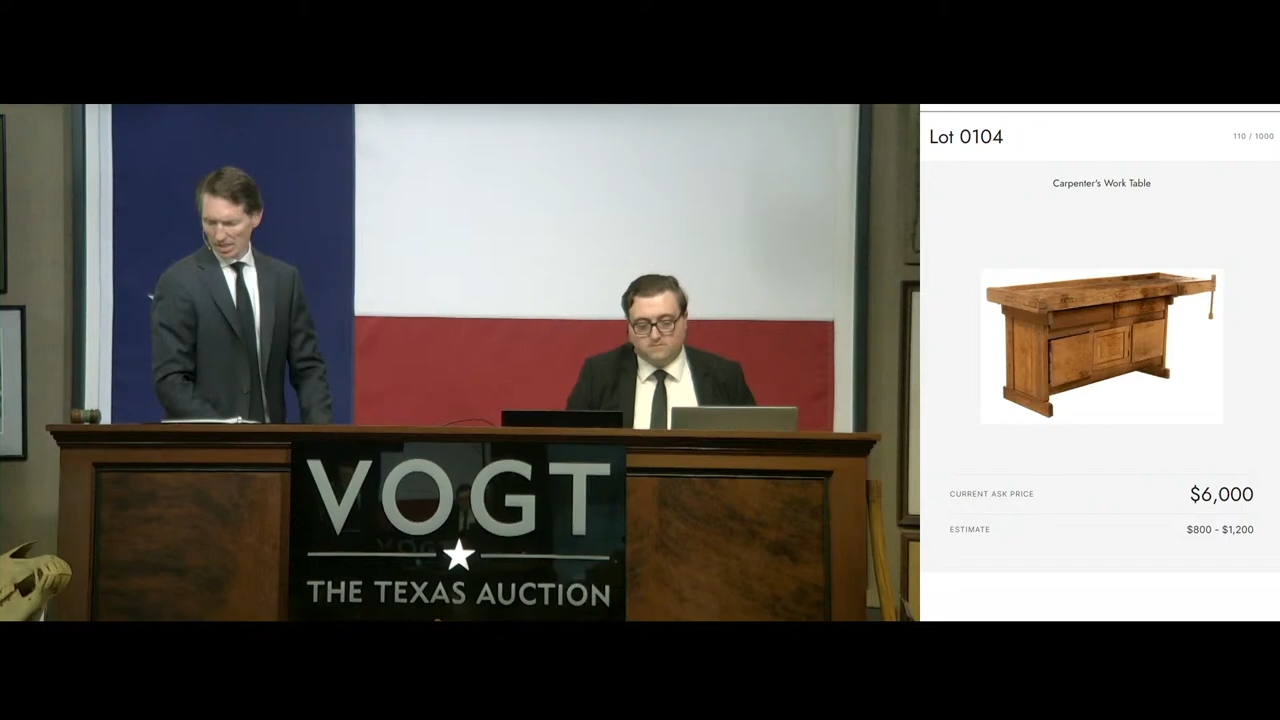 VOGT
THE TEXAS AUCTION
Lot 0104
110 / 1000
Carpenter's Work Table
CURRENT ASK PRICE
$6,000
ESTIMATE
$800 - $1,200